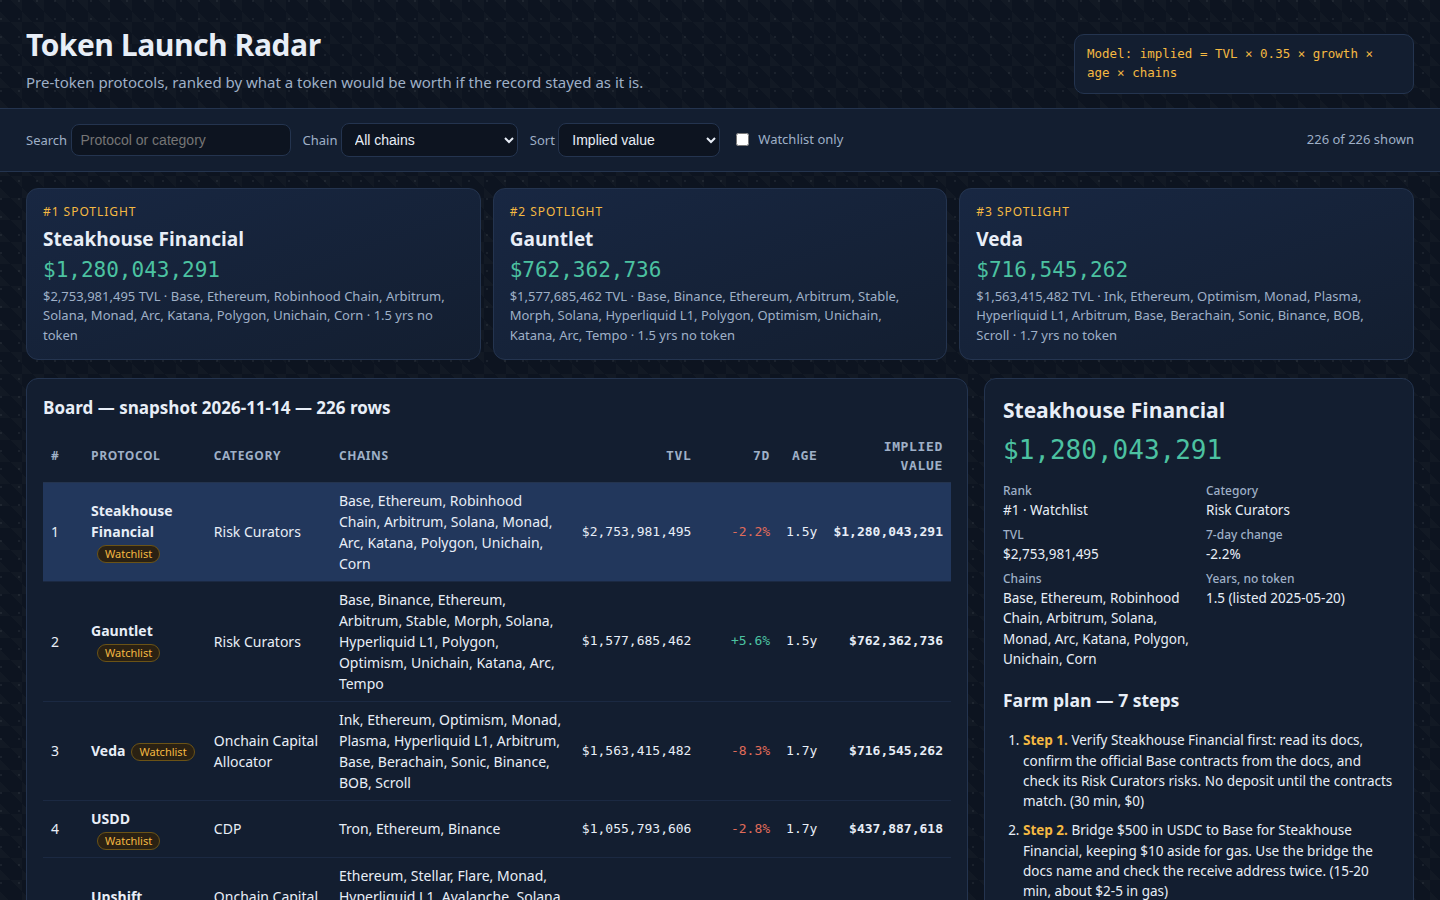 Token Launch Radar
Pre-token protocols, ranked by what a token would be worth if the record stayed as it is.
Model: implied = TVL × 0.35 × growth ×
age × chains
Search Protocol or category Chain All chains Sort Implied value Watchlist only 226 of 226 shown
#1 SPOTLIGHT
Steakhouse Financial
$1,280,043,291
$2,753,981,495 TVL · Base, Ethereum, Robinhood Chain, Arbitrum,
Solana, Monad, Arc, Katana, Polygon, Unichain, Corn · 1.5 yrs no
token
#2 SPOTLIGHT
Gauntlet
$762,362,736
$1,577,685,462 TVL · Base, Binance, Ethereum, Arbitrum, Stable,
Morph, Solana, Hyperliquid L1, Polygon, Optimism, Unichain,
Katana, Arc, Tempo · 1.5 yrs no token
#3 SPOTLIGHT
Veda
$716,545,262
$1,563,415,482 TVL · Ink, Ethereum, Optimism, Monad, Plasma,
Hyperliquid L1, Arbitrum, Base, Berachain, Sonic, Binance, BOB,
Scroll · 1.7 yrs no token
Board — snapshot 2026-11-14 — 226 rows
# PROTOCOL CATEGORY CHAINS TVL 7D AGE IMPLIED
VALUE
1
Steakhouse
Financial
Watchlist
Risk Curators
Base, Ethereum, Robinhood
Chain, Arbitrum, Solana, Monad,
Arc, Katana, Polygon, Unichain,
Corn
$2,753,981,495 -2.2% 1.5y $1,280,043,291
2
Gauntlet
Watchlist
Risk Curators
Base, Binance, Ethereum,
Arbitrum, Stable, Morph, Solana,
Hyperliquid L1, Polygon,
Optimism, Unichain, Katana, Arc,
Tempo
$1,577,685,462 +5.6% 1.5y $762,362,736
3
Veda Watchlist
Onchain Capital
Allocator
Ink, Ethereum, Optimism, Monad,
Plasma, Hyperliquid L1, Arbitrum,
Base, Berachain, Sonic, Binance,
BOB, Scroll
$1,563,415,482 -8.3% 1.7y $716,545,262
4
USDD
Watchlist
CDP
Tron, Ethereum, Binance
$1,055,793,606 -2.8% 1.7y $437,887,618
Upshift
Onchain Capital
Ethereum, Stellar, Flare, Monad,
Hyperliquid L1, Avalanche, Solana
Steakhouse Financial
$1,280,043,291
Rank
#1 · Watchlist
Category
Risk Curators
TVL
$2,753,981,495
7-day change
-2.2%
Chains
Base, Ethereum, Robinhood
Chain, Arbitrum, Solana,
Monad, Arc, Katana, Polygon,
Unichain, Corn
Years, no token
1.5 (listed 2025-05-20)
Farm plan — 7 steps
1. Step 1. Verify Steakhouse Financial first: read its docs,
confirm the official Base contracts from the docs, and
check its Risk Curators risks. No deposit until the contracts
match. (30 min, $0)
2. Step 2. Bridge $500 in USDC to Base for Steakhouse
Financial, keeping $10 aside for gas. Use the bridge the
docs name and check the receive address twice. (15-20
min, about $2-5 in gas)